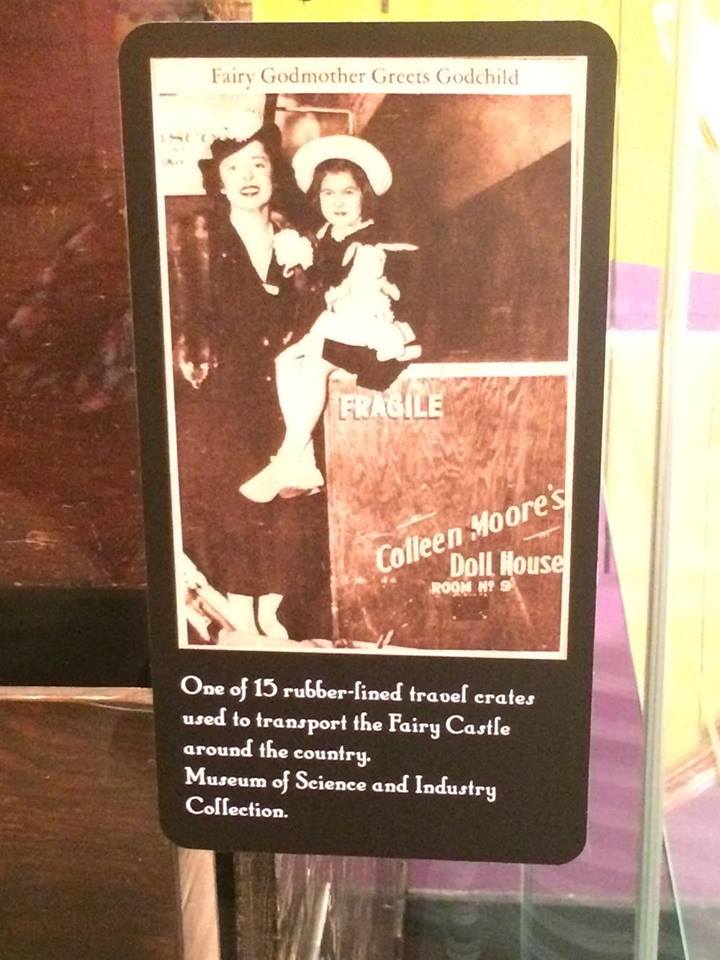 Fairy Godmother Greets Godchild
FRAGILE
Colleen Moore's
Doll House
ROOM Nº 9
One of 15 rubber-lined travel crates
used to transport the Fairy Castle
around the country.
Museum of Science and Industry
Collection.